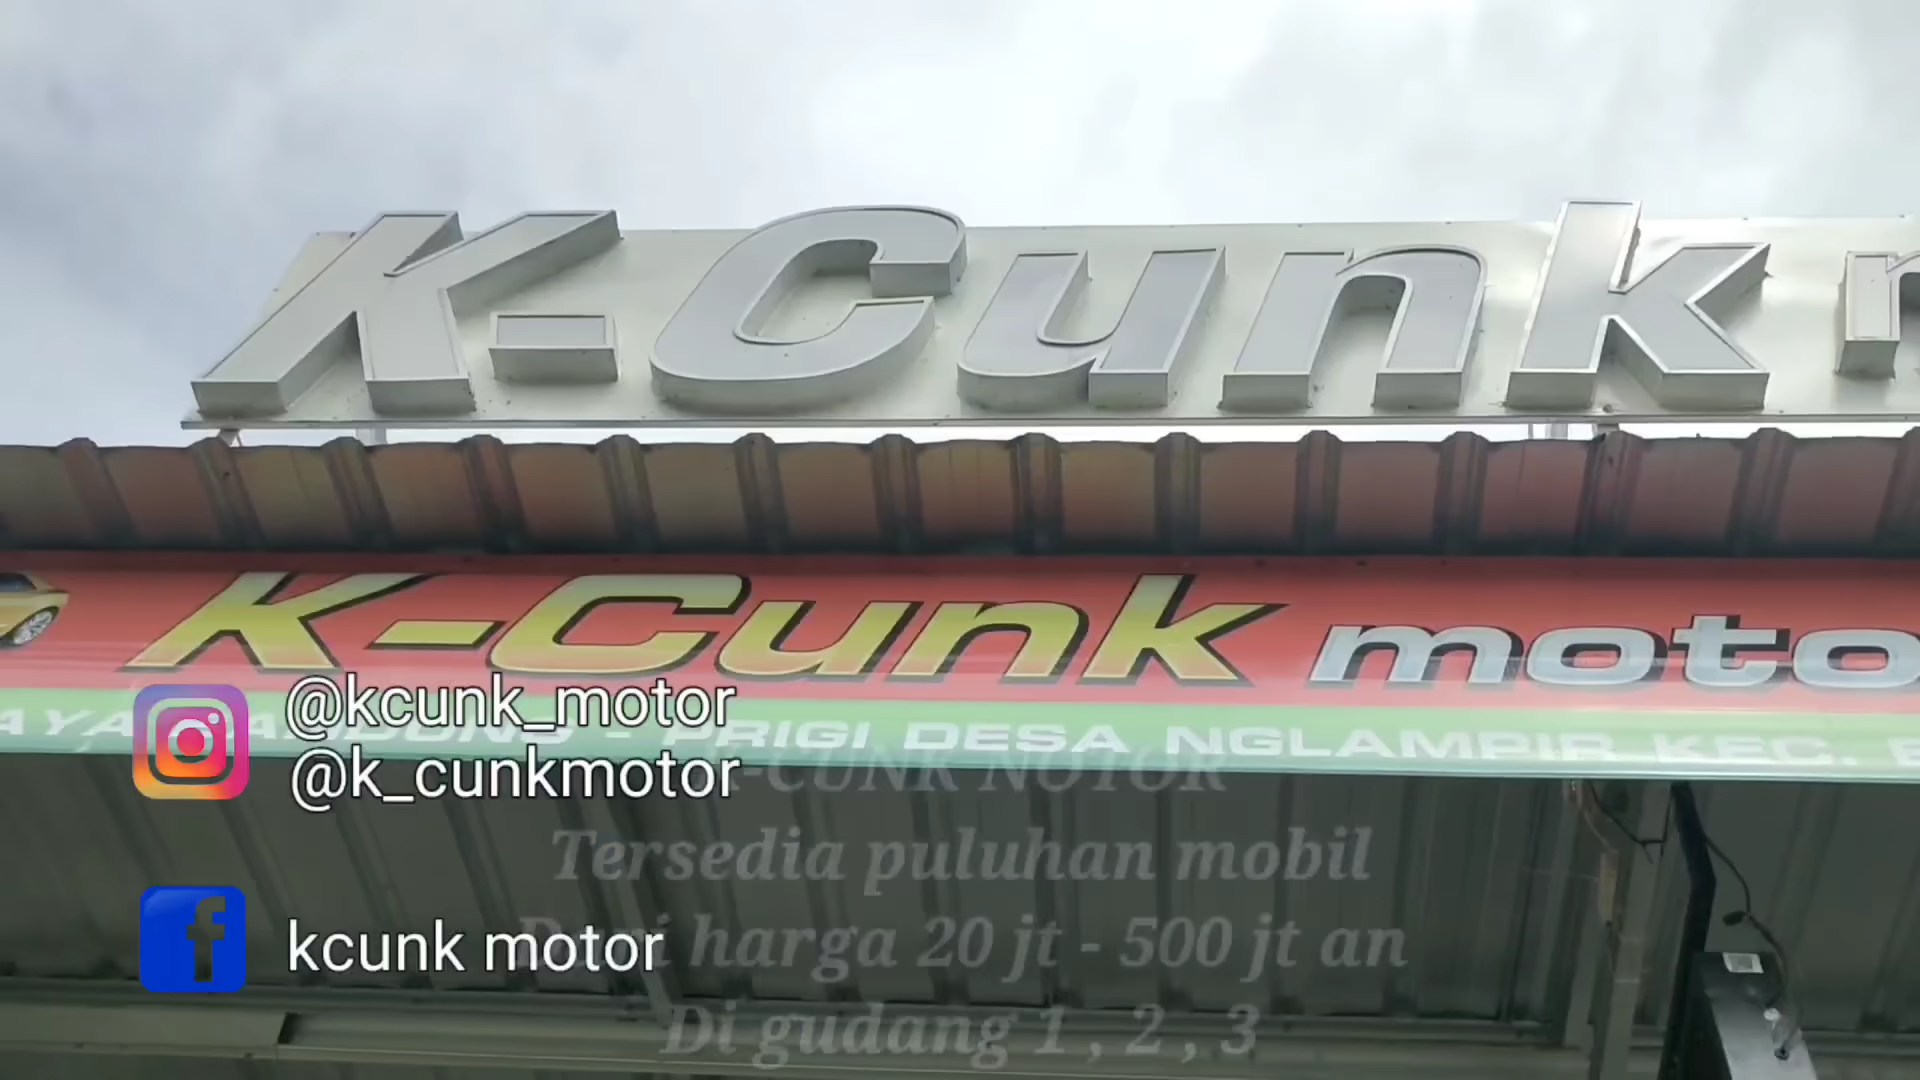 K-Cunk
K-Cunk moto
PRIGI DESA NGLAMPIR KEC.
@kcunk_motor
@k_cunkmotor
-CUNK NOTOR
Tersedia puluhan mobil
kcunk motor
harga 20 jt - 500 jt an
Di gudang 1 , 2 , 3